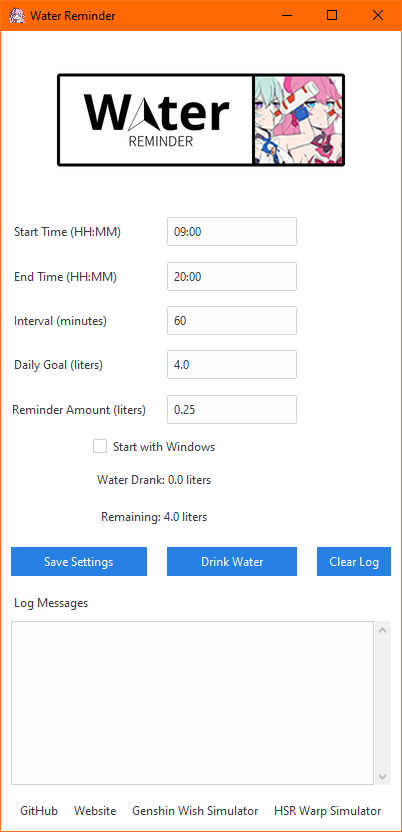 Water Reminder
Water
REMINDER
Start Time (HH:MM) 09:00
End Time (HH:MM) 20:00
Interval (minutes) 60
Daily Goal (liters) 4.0
Reminder Amount (liters) 0.25
Start with Windows
Water Drank: 0.0 liters
Remaining: 4.0 liters
Save Settings Drink Water Clear Log
Log Messages
GitHub Website Genshin Wish Simulator HSR Warp Simulator